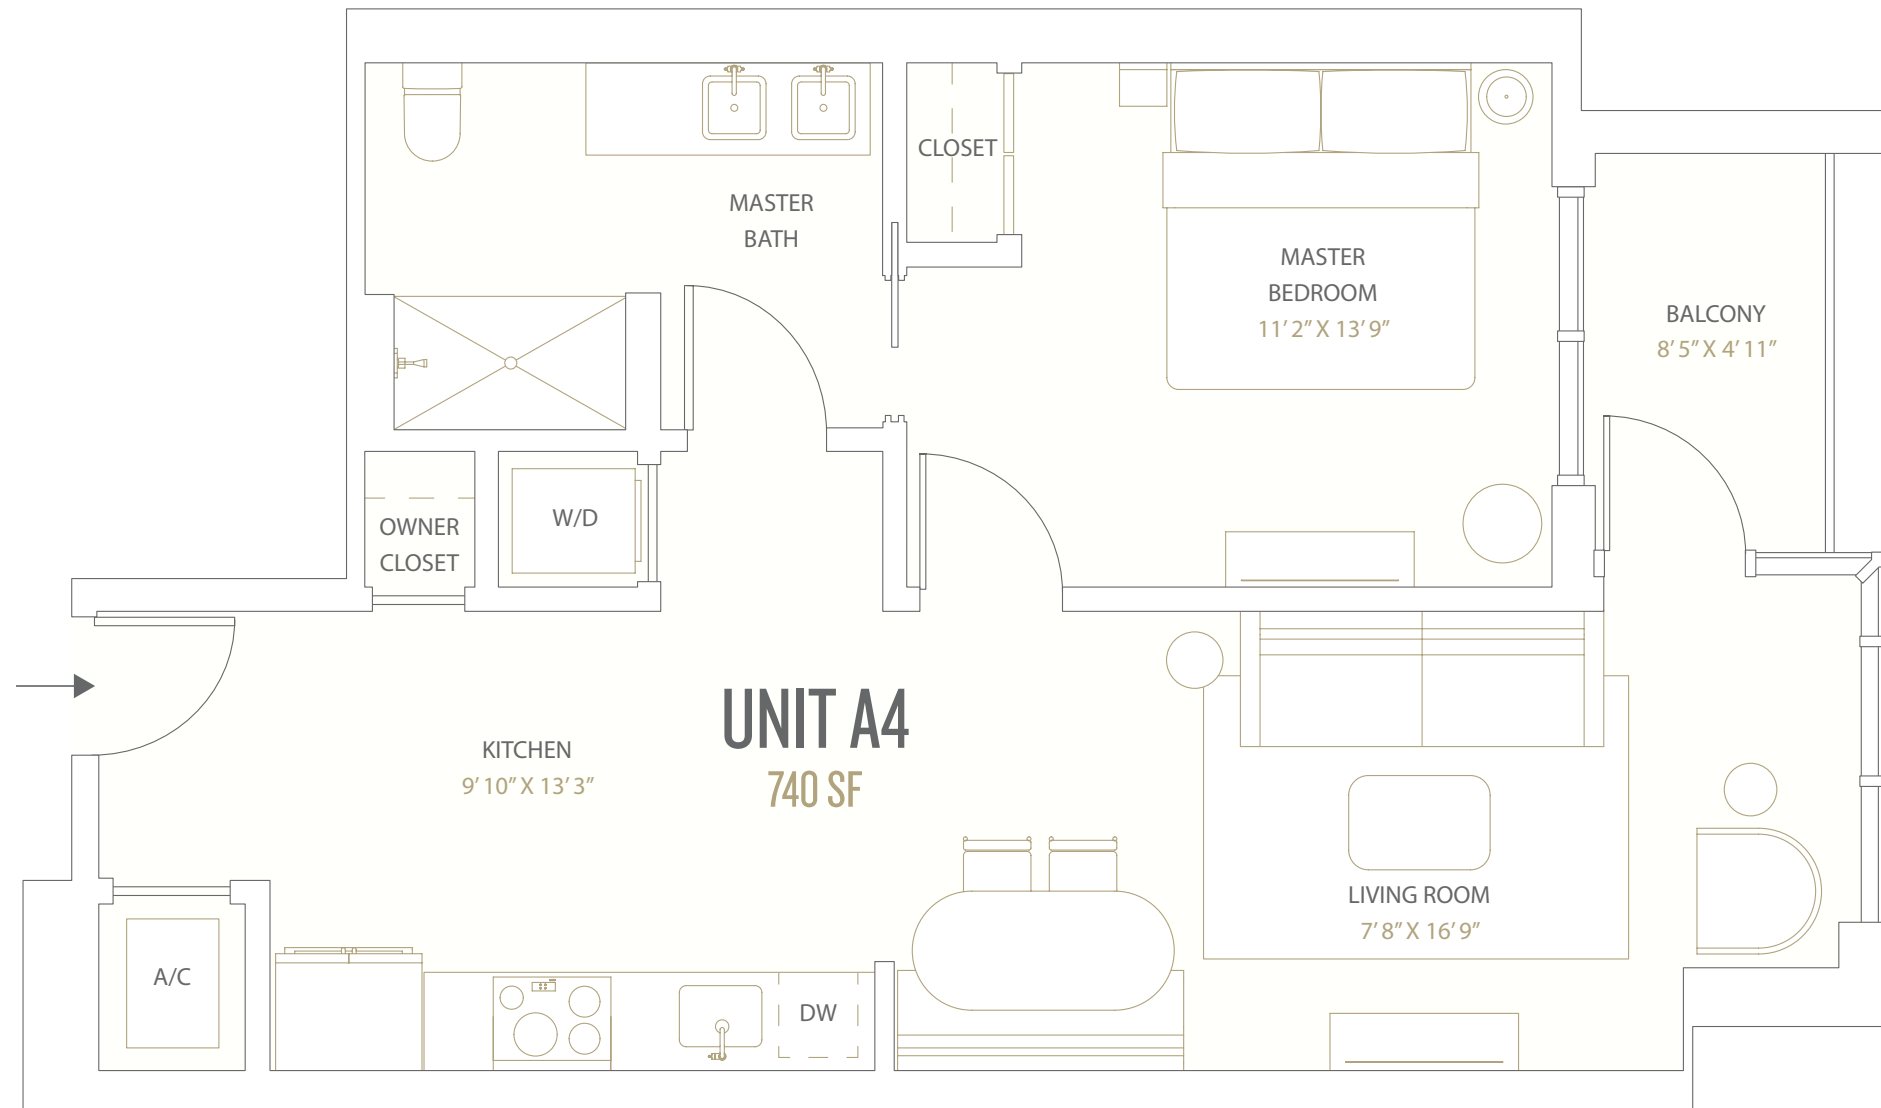 MASTER
BATH
CLOSET
MASTER
BEDROOM
11’ 2” X 13’ 9”
BALCONY
8’ 5” X 4’ 11”
OWNER
CLOSET
W/D
UNIT A4
740 SF
KITCHEN
9’ 10” X 13’ 3”
LIVING ROOM
7’ 8” X 16’ 9”
A/C
DW